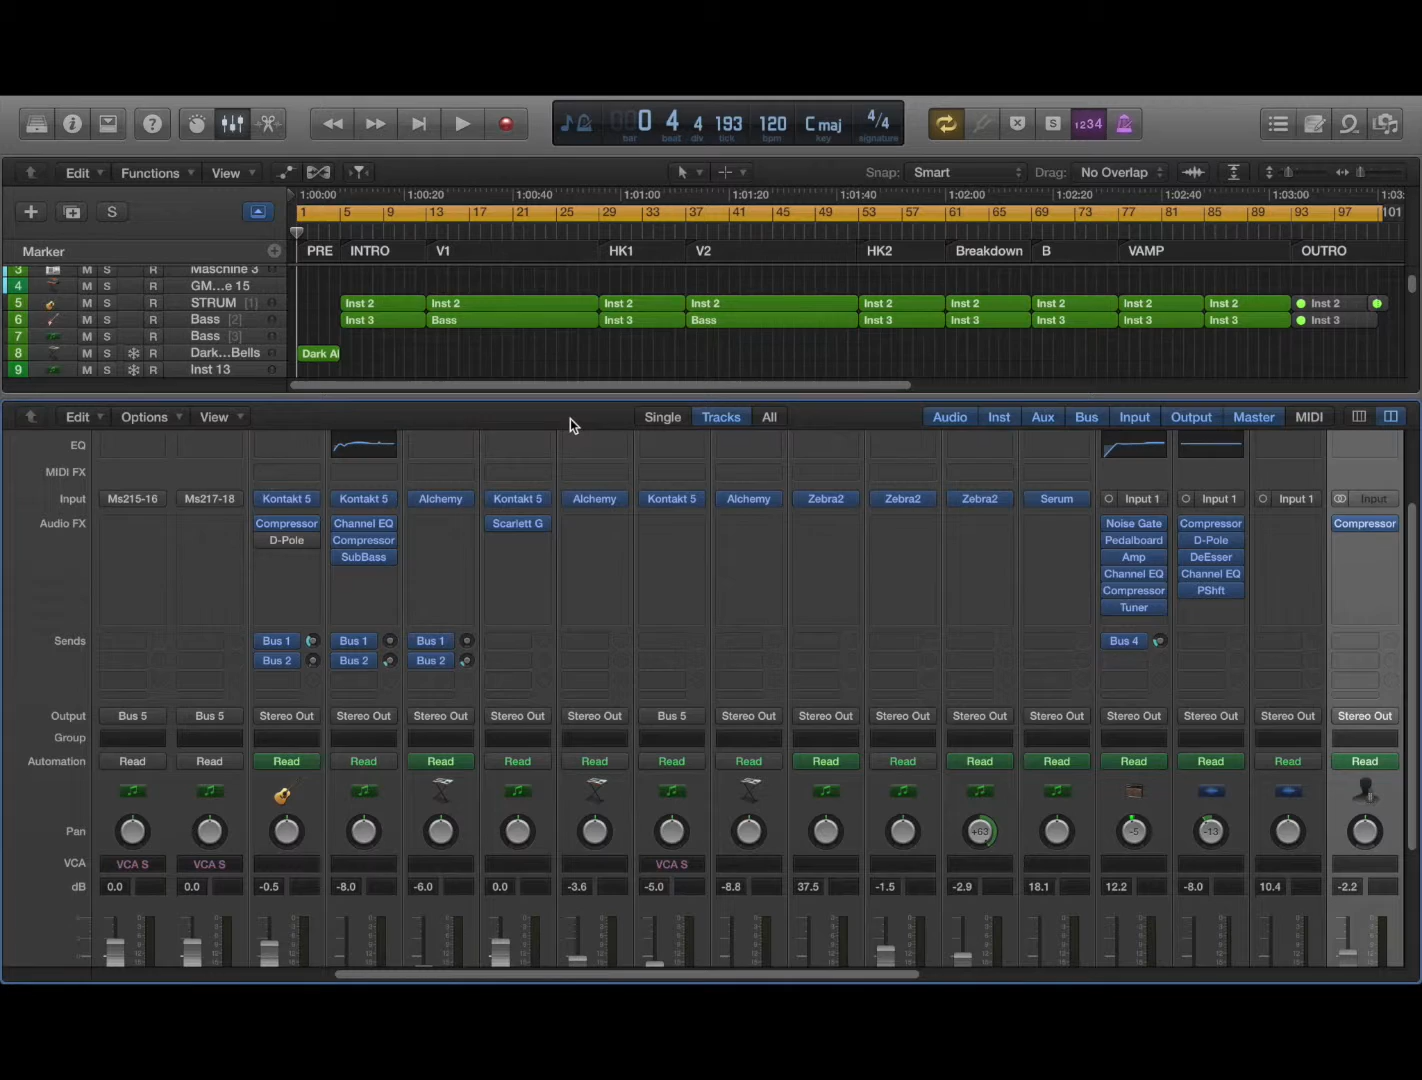 0 4 4 193 120 C maj 4/4 1234
bar beat div tick bpm key signature
Edit Functions View Snap: Smart Drag: No Overlap
1:00:00 1:00:20 1:00:40 1:01:00 1:01:20 1:01:40 1:02:00 1:02:20 1:02:40 1:03:00 1:03:
S 1 5 9 13 17 21 25 29 33 37 41 45 49 53 57 61 65 69 73 77 81 85 89 93 97 101
Marker PRE INTRO V1 HK1 V2 HK2 Breakdown B VAMP OUTRO
3 M S R Maschine 3
4 M S R GM...e 15
5 M S R STRUM [1] Inst 2 Inst 2 Inst 2 Inst 2 Inst 2 Inst 2 Inst 2 Inst 2 Inst 2 Inst 2
6 M S R Bass [2] Inst 3 Bass Inst 3 Bass Inst 3 Inst 3 Inst 3 Inst 3 Inst 3 Inst 3
7 M S R Bass [3]
8 M S R Dark...Bells Dark Al
9 M S R Inst 13
Edit Options View Single Tracks All Audio Inst Aux Bus Input Output Master MIDI
EQ
MIDI FX
Input Ms215-16 Ms217-18 Kontakt 5 Kontakt 5 Alchemy Kontakt 5 Alchemy Kontakt 5 Alchemy Zebra2 Zebra2 Zebra2 Serum Input 1 Input 1 Input 1 Input
Audio FX Compressor Channel EQ Scarlett G Noise Gate Compressor Compressor
D-Pole Compressor Pedalboard D-Pole
SubBass Amp DeEsser
Channel EQ Channel EQ
Compressor PShft
Tuner
Sends Bus 1 Bus 1 Bus 1 Bus 4
Bus 2 Bus 2 Bus 2
Output Bus 5 Bus 5 Stereo Out Stereo Out Stereo Out Stereo Out Stereo Out Bus 5 Stereo Out Stereo Out Stereo Out Stereo Out Stereo Out Stereo Out Stereo Out Stereo Out Stereo Out
Group
Automation Read Read Read Read Read Read Read Read Read Read Read Read Read Read Read Read Read
Pan +63 -5 -13
VCA VCA S VCA S VCA S
dB 0.0 0.0 -0.5 -8.0 -6.0 0.0 -3.6 -5.0 -8.8 37.5 -1.5 -2.9 18.1 12.2 -8.0 10.4 -2.2